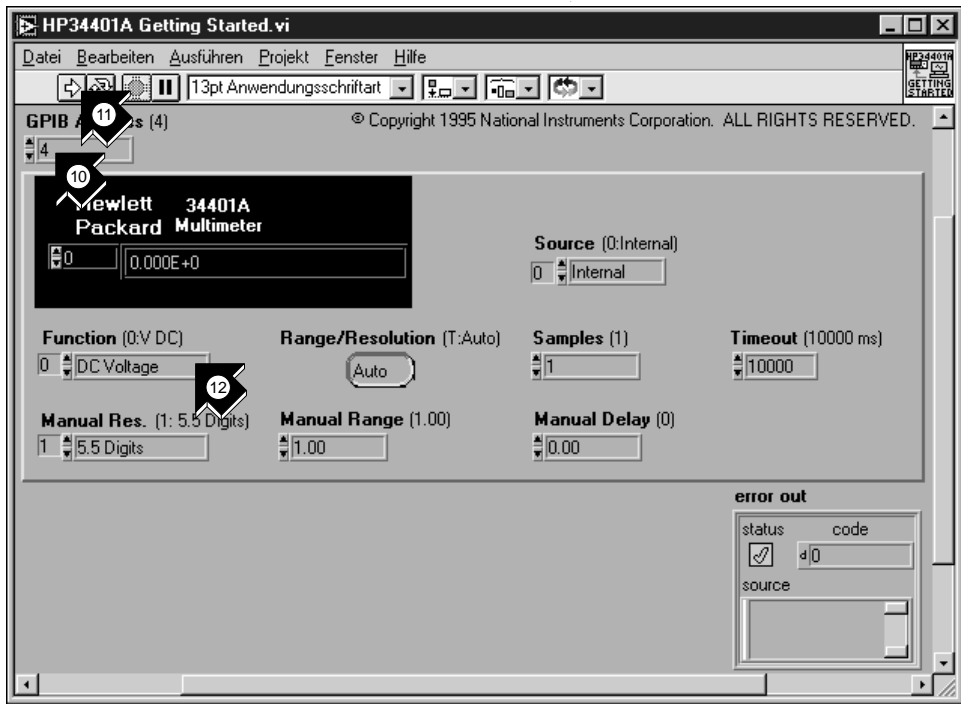 HP34401A Getting Started.vi
Datei Bearbeiten Ausführen Projekt Fenster Hilfe
13pt Anwendungsschriftart
HP34401A
GETTING
STARTED
11
GPIB (4)
© Copyright 1995 National Instruments Corporation. ALL RIGHTS RESERVED.
4
10
Hewlett 34401A
Packard Multimeter
0 0.000E+0
Source (0:Internal)
0 Internal
Function (0:V DC) Range/Resolution (T:Auto) Samples (1) Timeout (10000 ms)
0 DC Voltage Auto 1 10000
12
Manual Res. (1: 5.5 Digits) Manual Range (1.00) Manual Delay (0)
1 5.5 Digits 1.00 0.00
error out
status code
d 0
source